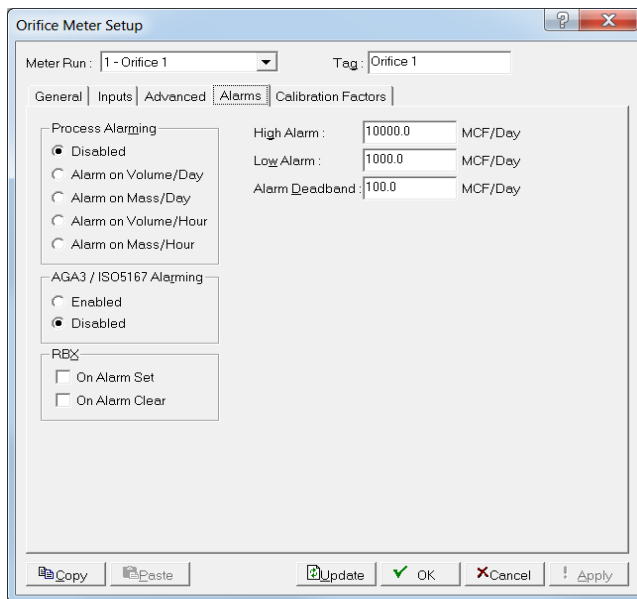 Orifice Meter Setup
Meter Run : 1 - Orifice 1 Tag : Orifice 1
General Inputs Advanced Alarms Calibration Factors
Process Alarming
Disabled
Alarm on Volume/Day
Alarm on Mass/Day
Alarm on Volume/Hour
Alarm on Mass/Hour
High Alarm : 10000.0 MCF/Day
Low Alarm : 1000.0 MCF/Day
Alarm Deadband : 100.0 MCF/Day
AGA3 / ISO5167 Alarming
Enabled
Disabled
RBX
On Alarm Set
On Alarm Clear
Copy Paste Update OK Cancel ! Apply